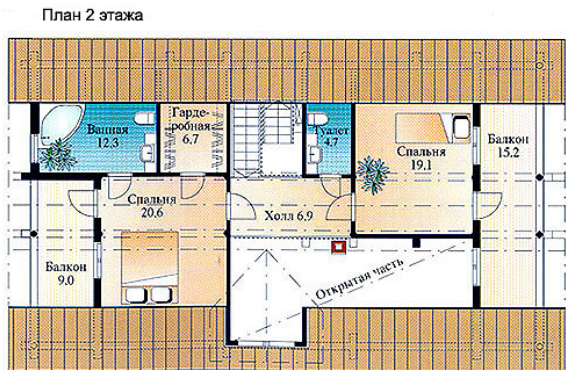 План 2 этажа
Ванная
12.3
Гарде-
робная
6.7
Туалет
4.7
Спальня
19.1
Балкон
15.2
Спальня
20.6
Холл 6.9
Балкон
9.0
Открытая часть